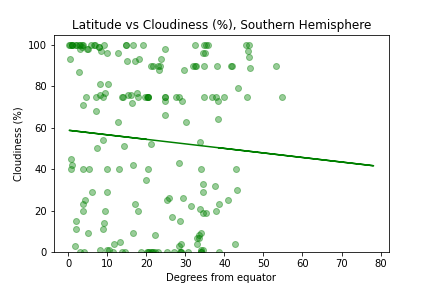 Latitude vs Cloudiness (%), Southern Hemisphere
100
80
60
40
20
0
Cloudiness (%)
0 10 20 30 40 50 60 70 80
Degrees from equator